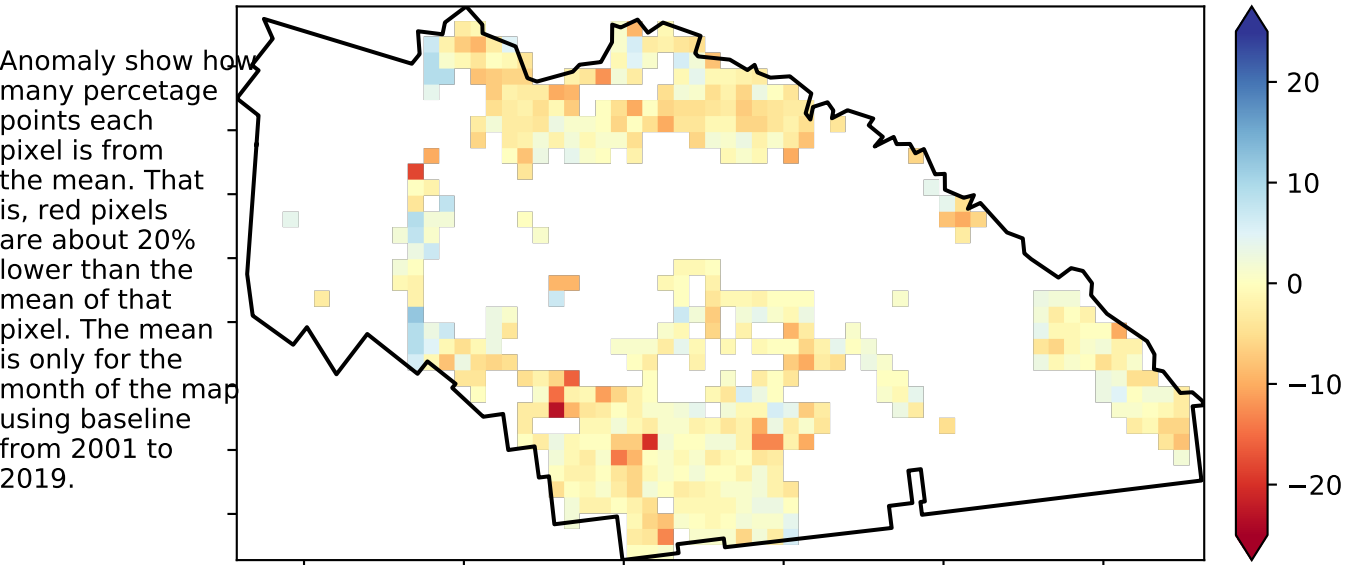 Anomaly show how
many percetage
points each
pixel is from
the mean. That
is, red pixels
are about 20%
lower than the
mean of that
pixel. The mean
is only for the
month of the map
using baseline
from 2001 to
2019.
20
10
0
−10
−20